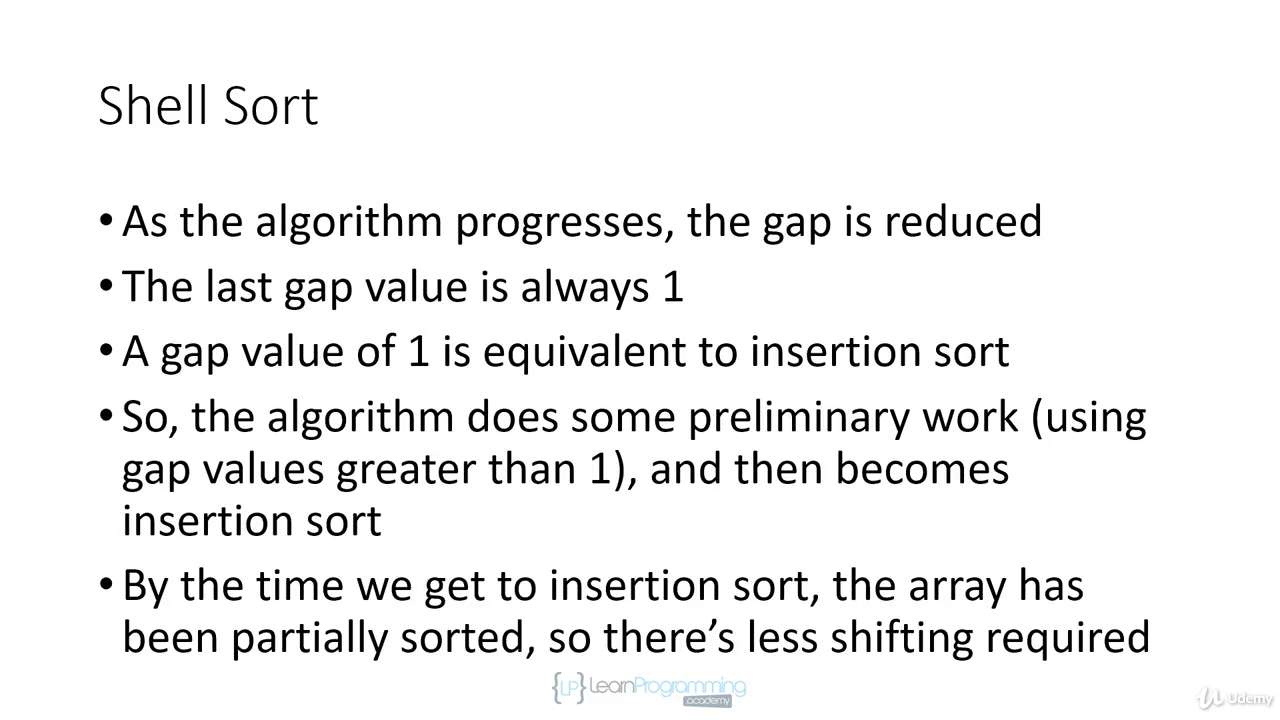 Shell Sort
• As the algorithm progresses, the gap is reduced
• The last gap value is always 1
• A gap value of 1 is equivalent to insertion sort
• So, the algorithm does some preliminary work (using
gap values greater than 1), and then becomes
insertion sort
• By the time we get to insertion sort, the array has
been partially sorted, so there’s less shifting required
{LP} LearnProgramming
.academy
Udemy